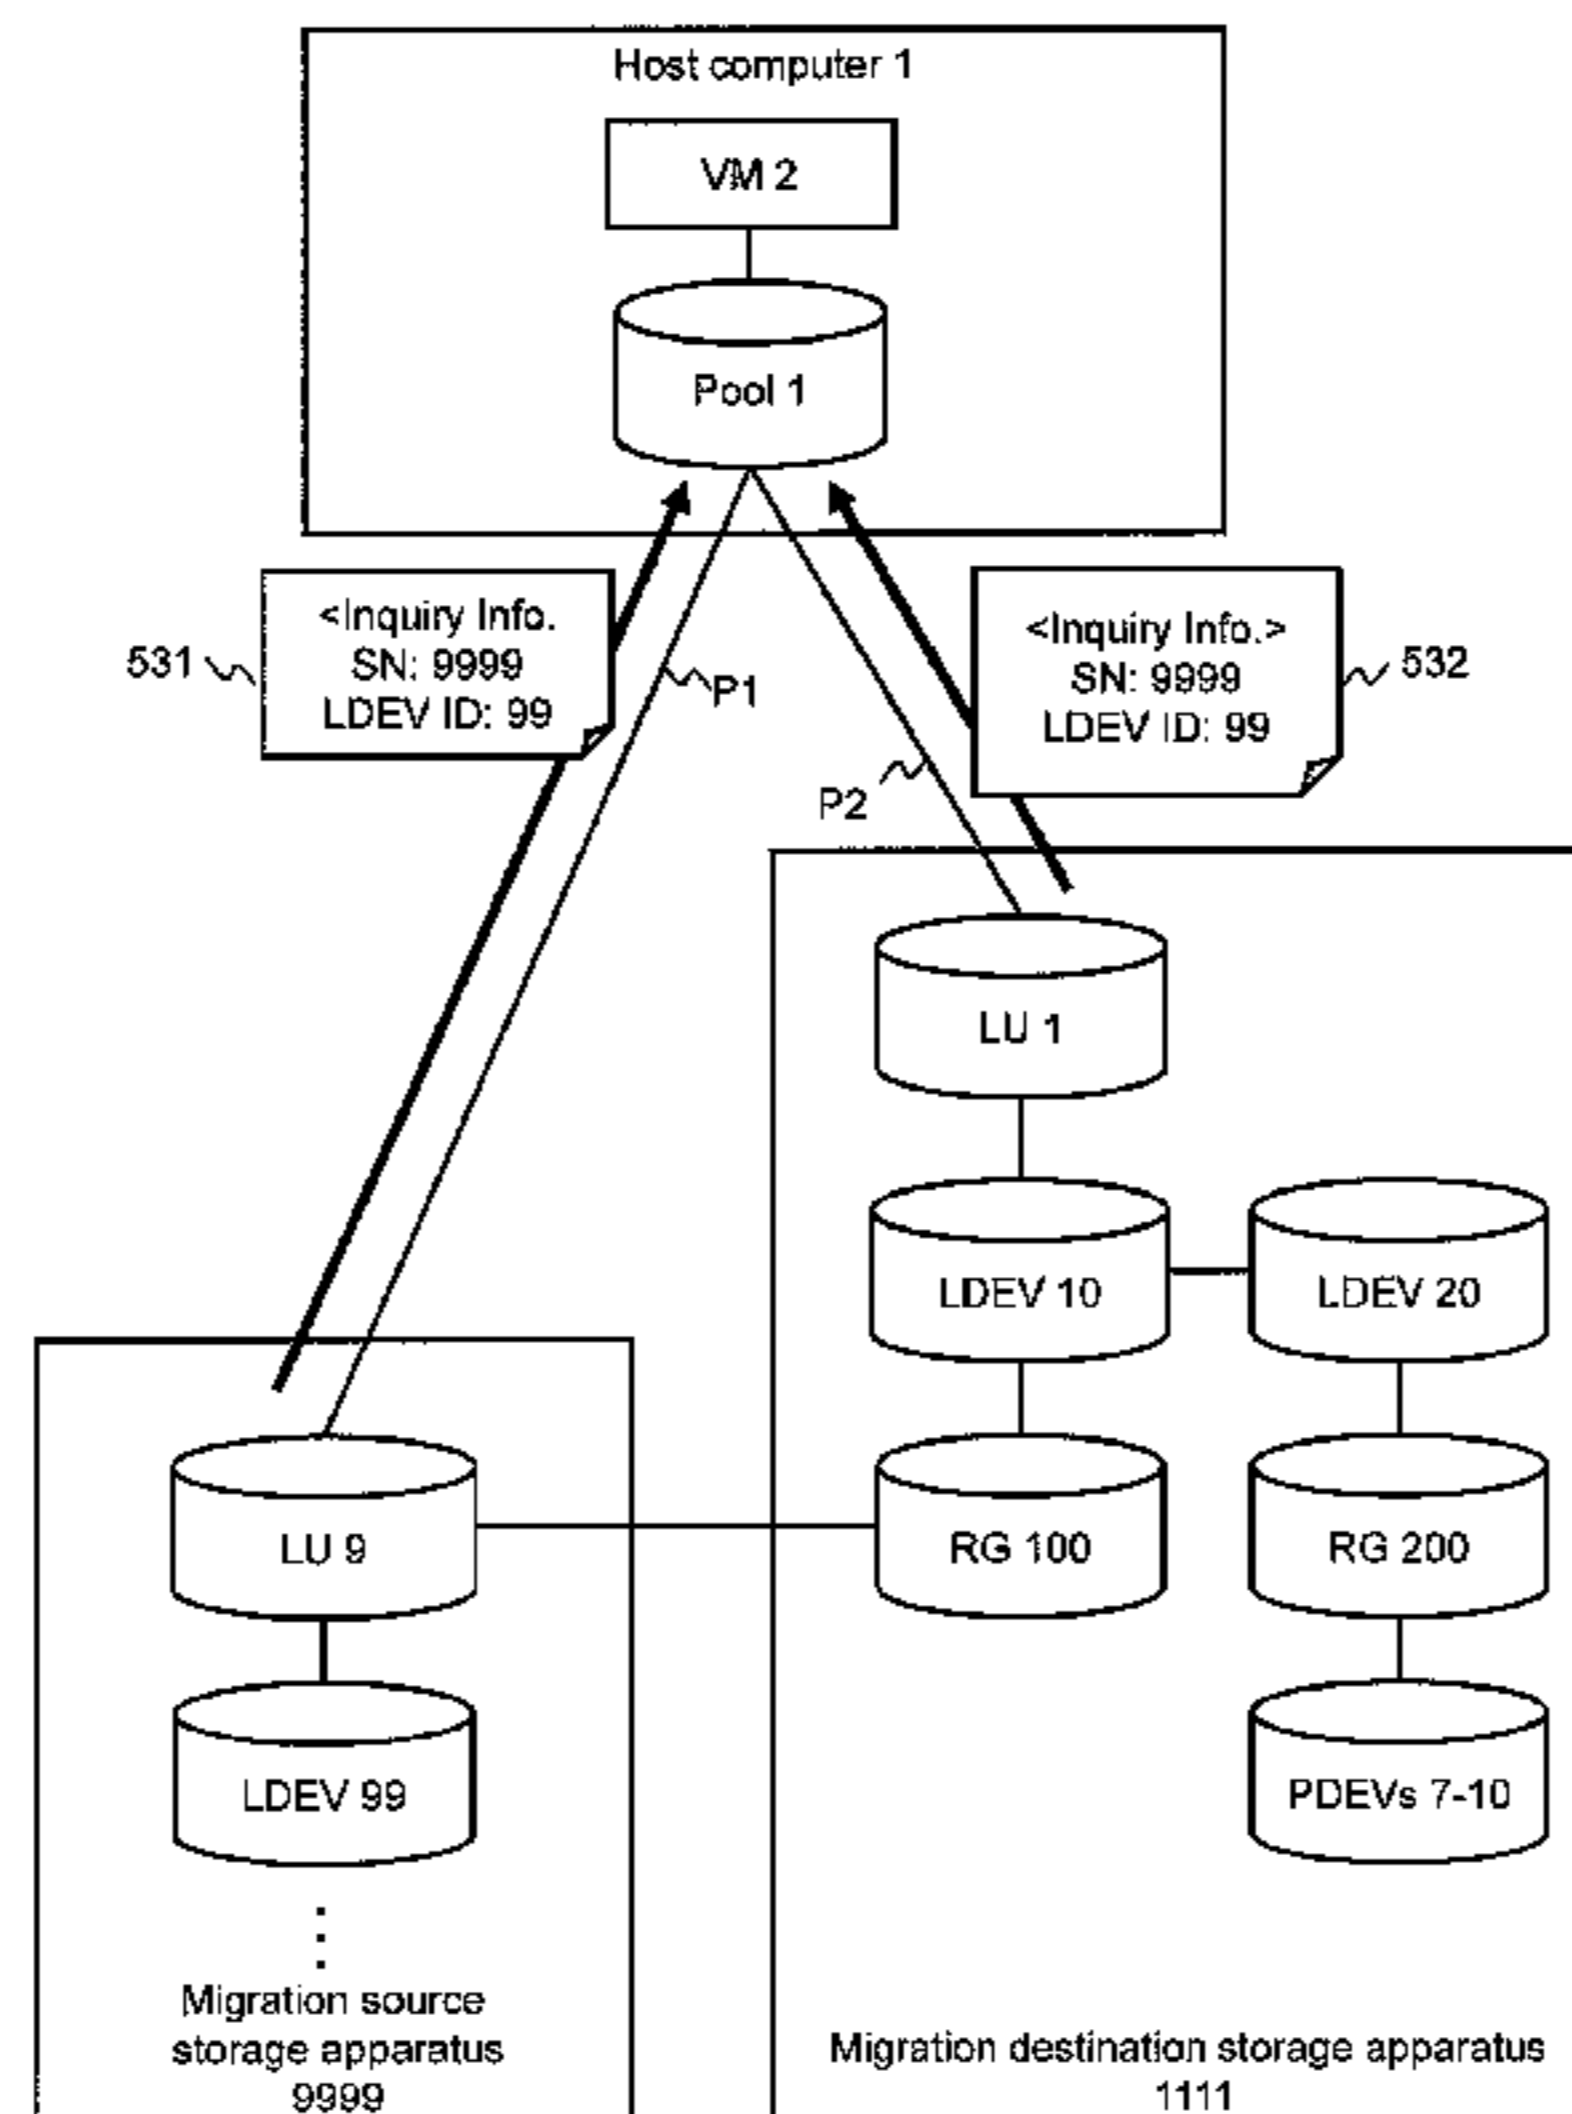 Host computer 1
VM 2
Pool 1
<Inquiry Info.
SN: 9999
LDEV ID: 99
531
P1
<Inquiry Info.>
SN: 9999
LDEV ID: 99
532
P2
LU 1
LDEV 10
LDEV 20
LU 9
RG 100
RG 200
LDEV 99
PDEVs 7-10
Migration source
storage apparatus
9999
Migration destination storage apparatus
1111